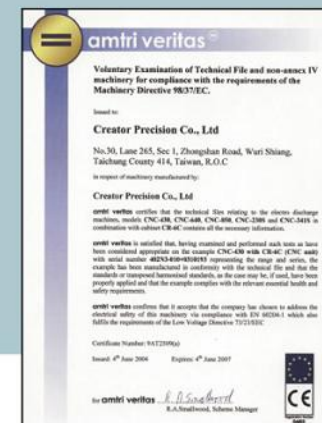 amtri veritas
Voluntary Examination of Technical File and non-annex IV
machinery for compliance with the requirements of the
Machinery Directive 98/37/EC.
Issued to:
Creator Precision Co., Ltd
No.30, Lane 265, Sec 1, Zhongshan Road, Wuri Shiang,
Taichung County 414, Taiwan, R.O.C
in respect of machinery manufactured by:
Creator Precision Co., Ltd
amtri veritas certifies that the technical files relating to the electro discharge
machines, models CNC-430, CNC-640, CNC-850, and
combination with cabinet CR-6C contains all the necessary information.
amtri veritas is satisfied that, having examined and performed such tests as have
been considered appropriate on the example CNC-430 with CR-6C (CNC unit)
with serial number representing the range and series, the
example has been manufactured in conformity with the technical file and that the
standards or transposed harmonised standards, as the case may be, if used, have been
properly applied and that the example complies with the relevant essential health and
safety requirements.
amtri veritas confirms that it accepts that the company has chosen to address the
electrical safety of this machinery via compliance with EN 60204-1 which also
fulfils the requirements of the Low Voltage Directive 73/23/EEC
Certificate Number:
Issued: 4th June 2004 Expires: 4th June 2007
for amtri veritas
R.A.Smallwood, Scheme Manager
CE